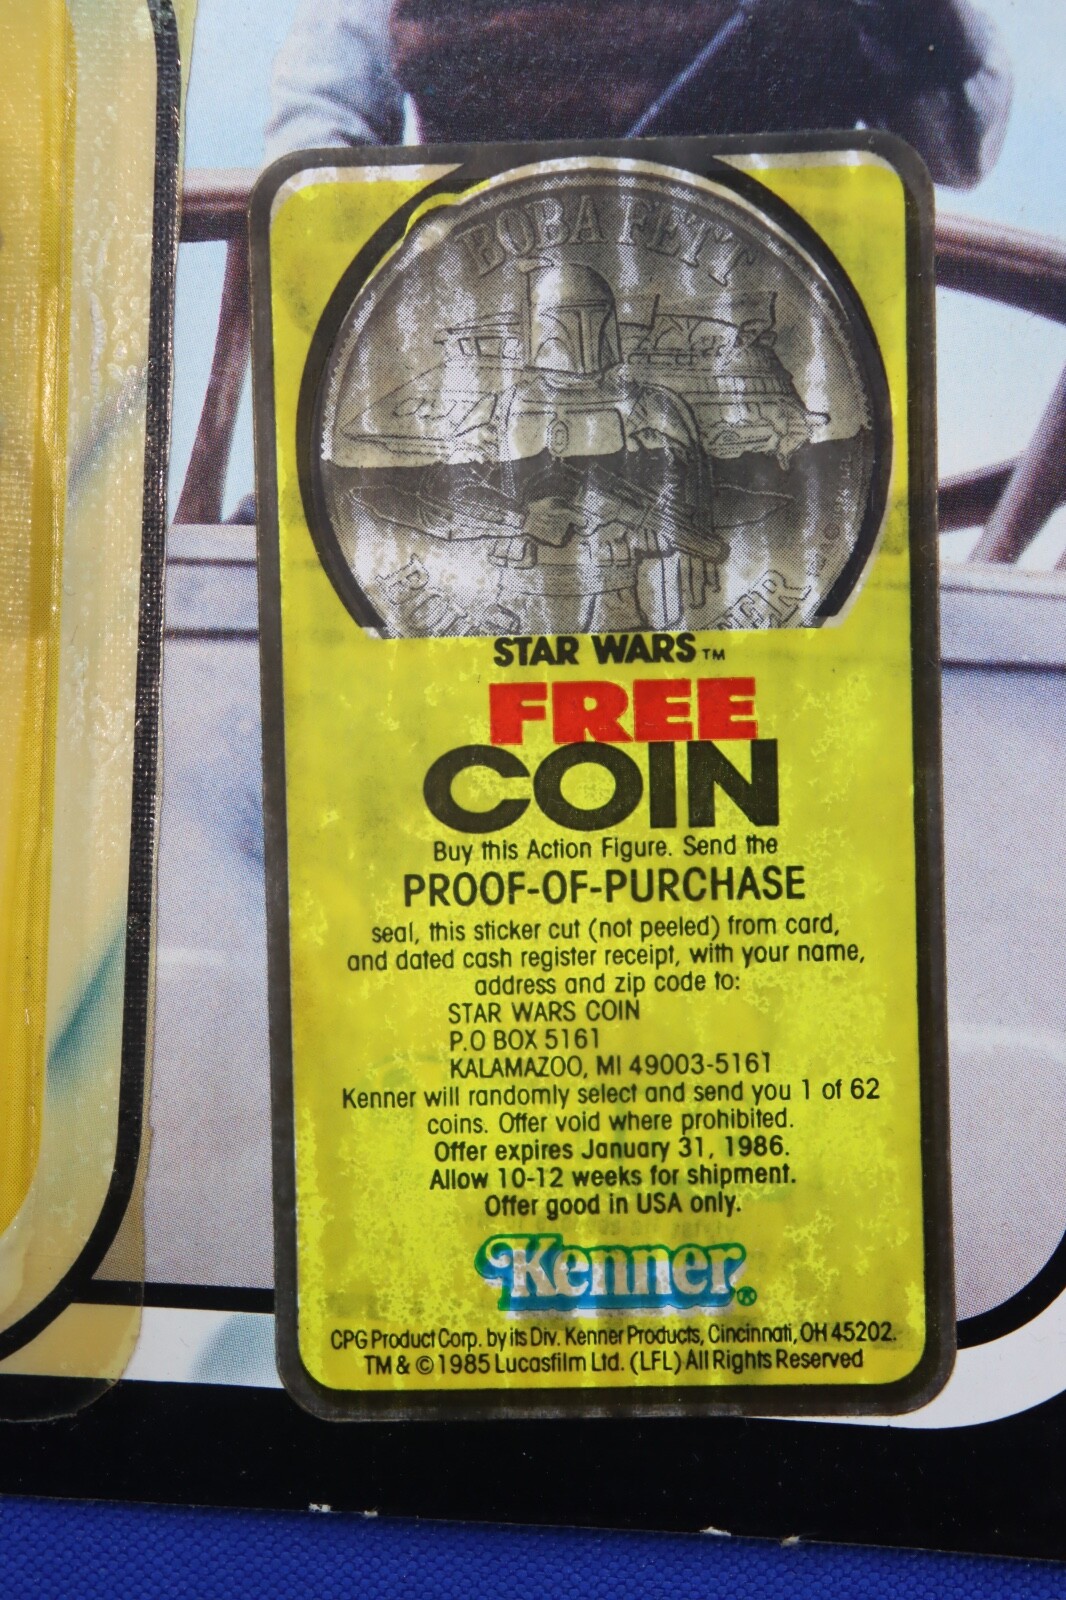 BOBA FETT
STAR WARS™
FREE
COIN
Buy this Action Figure. Send the
PROOF-OF-PURCHASE
seal, this sticker cut (not peeled) from card,
and dated cash register receipt, with your name,
address and zip code to:
STAR WARS COIN
P.O BOX 5161
KALAMAZOO, MI 49003-5161
Kenner will randomly select and send you 1 of 62
coins. Offer void where prohibited.
Offer expires January 31, 1986.
Allow 10-12 weeks for shipment.
Offer good in USA only.
Kenner®
CPG Product Corp. by its Div. Kenner Products, Cincinnati, OH 45202.
TM & © 1985 Lucasfilm Ltd. (LFL) All Rights Reserved